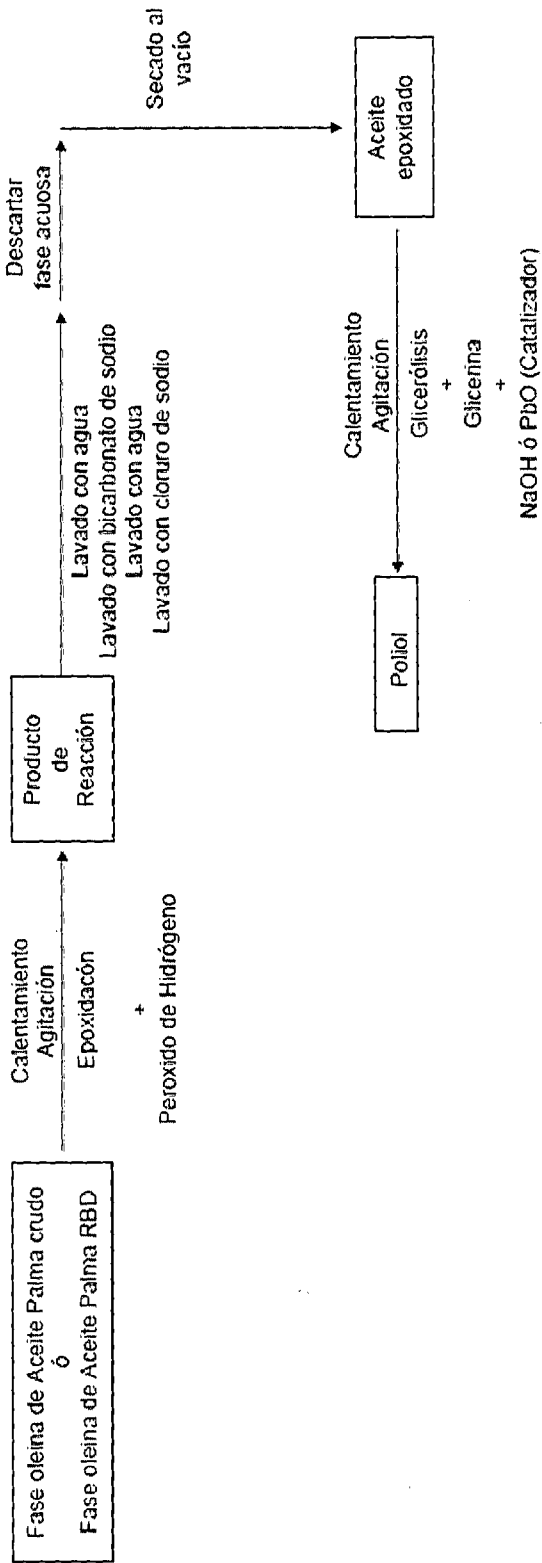 Fase oleina de Aceite Palma crudo
ó
Fase oleina de Aceite Palma RBD
Calentamiento
Agitación
Epoxidacón
+
Peroxido de Hidrógeno
Producto
de
Reacción
Lavado con agua
Lavado con bicarbonato de sodio
Lavado con agua
Lavado con cloruro de sodio
Descartar
fase acuosa
Secado al
vacío
Aceite
epoxidado
Calentamiento
Agitación
Glicerólisis
+
Glicerina
+
NaOH ó PbO (Catalizador)
Poliol